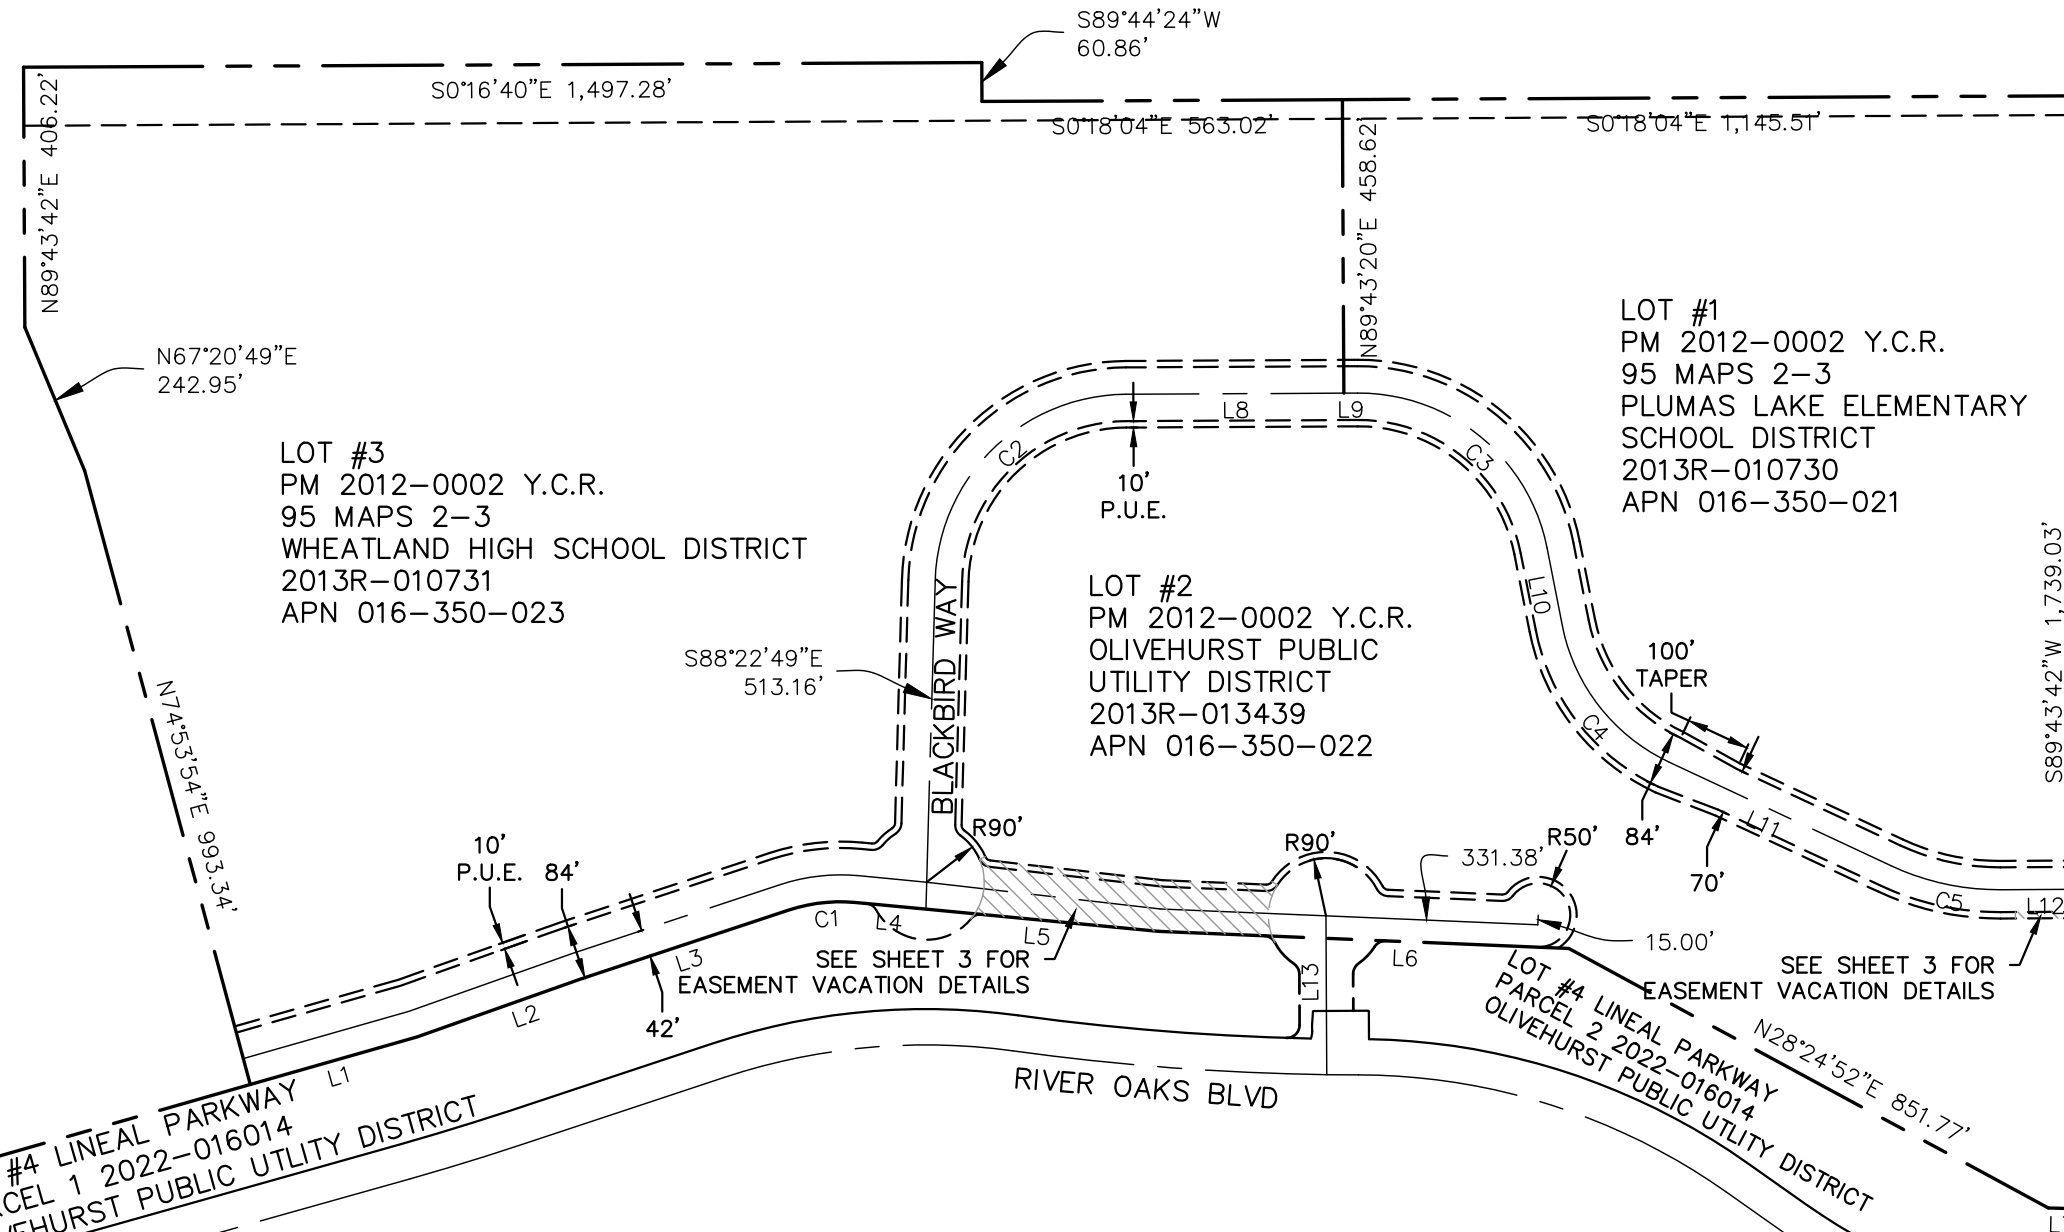 S89°44'24"W
60.86'
S0°16'40"E 1,497.28'
S0°18'04"E 563.02'
S0°18'04"E 1,145.51'
N89°43'42"E 406.22'
N89°43'20"E 458.62'
N67°20'49"E
242.95'
LOT #1
PM 2012-0002 Y.C.R.
95 MAPS 2-3
PLUMAS LAKE ELEMENTARY
SCHOOL DISTRICT
2013R-010730
APN 016-350-021
L8
L9
C2
C3
10'
P.U.E.
LOT #3
PM 2012-0002 Y.C.R.
95 MAPS 2-3
WHEATLAND HIGH SCHOOL DISTRICT
2013R-010731
APN 016-350-023
LOT #2
PM 2012-0002 Y.C.R.
OLIVEHURST PUBLIC
UTILITY DISTRICT
2013R-013439
APN 016-350-022
L10
S88°22'49"E
513.16'
BLACKBIRD WAY
100'
TAPER
C4
S89°43'42"W 1,739.03'
N74°53'54"E 993.34'
10'
P.U.E.
84'
R90'
R90'
331.38'
R50'
84'
L11
70'
C1
L4
L5
L6
C5
L12
15.00'
SEE SHEET 3 FOR
EASEMENT VACATION DETAILS
SEE SHEET 3 FOR
EASEMENT VACATION DETAILS
L3
L2
42'
L13
L1
LOT #4 LINEAL PARKWAY
PARCEL 2 2022-016014
OLIVEHURST PUBLIC UTLITY DISTRICT
N28°24'52"E 851.77'
RIVER OAKS BLVD
#4 LINEAL PARKWAY
CEL 1 2022-016014
VEHURST PUBLIC UTLITY DISTRICT